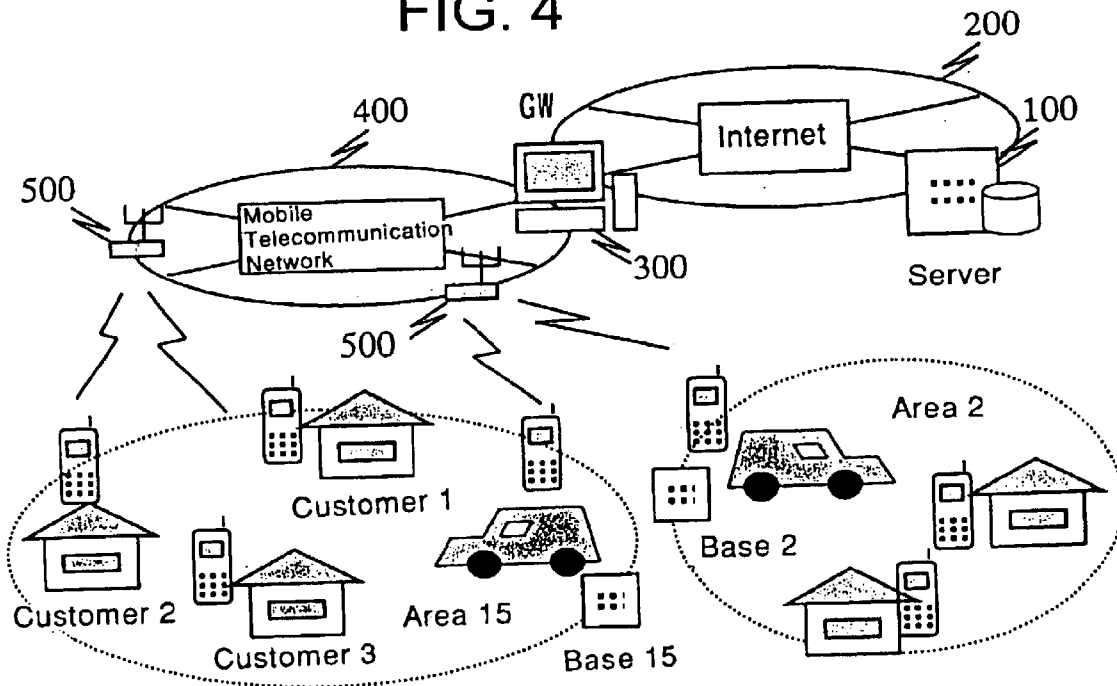 FIG. 4
200
GW
400
Internet
100
500
Mobile
Telecommunication
Network
300
Server
500
Area 2
Customer 1
Base 2
Customer 2
Area 15
Customer 3
Base 15